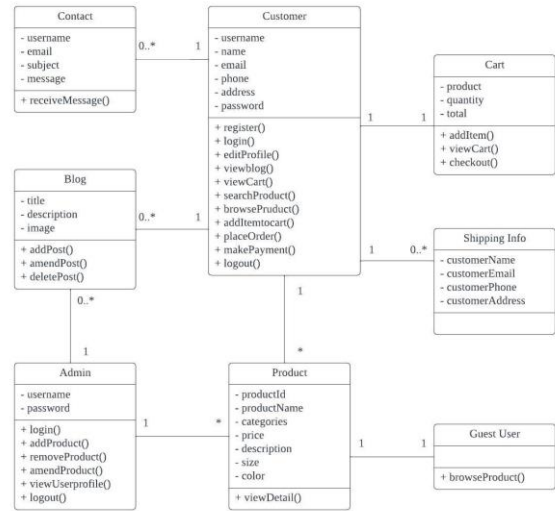 Contact
- username
- email
- subject
- message
+ receiveMessage()
0..*
1
Customer
- username
- name
- email
- phone
- address
- password
+ register()
+ login()
+ editProfile()
+ viewblog()
+ viewCart()
+ searchProduct()
+ browsePruduct()
+ addItemtocart()
+ placeOrder()
+ makePayment()
+ logout()
1
1
Cart
- product
- quantity
- total
+ addItem()
+ viewCart()
+ checkout()
Blog
- title
- description
- image
+ addPost()
+ amendPost()
+ deletePost()
0..*
1
1
0..*
Shipping Info
- customerName
- customerEmail
- customerPhone
- customerAddress
0..*
1
1
*
Admin
- username
- password
+ login()
+ addProduct()
+ removeProduct()
+ amendProduct()
+ viewUserprofile()
+ logout()
1
*
Product
- productId
- productName
- categories
- price
- description
- size
- color
+ viewDetail()
1
1
Guest User
+ browseProduct()